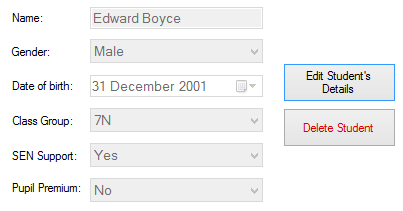 Name: Edward Boyce
Gender: Male
Date of birth: 31 December 2001
Class Group: 7N
SEN Support: Yes
Pupil Premium: No
Edit Student's
Details
Delete Student